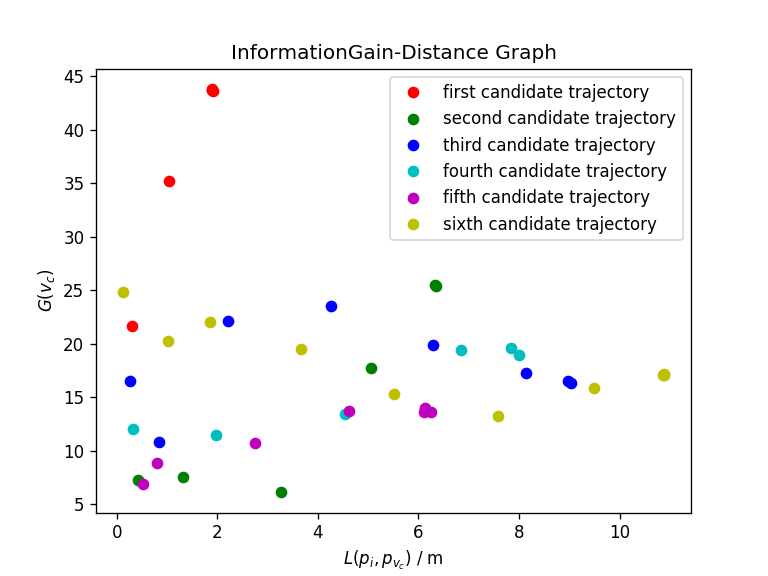 InformationGain-Distance Graph
45
40
35
30
25
20
15
10
5
G(v_c)
first candidate trajectory
second candidate trajectory
third candidate trajectory
fourth candidate trajectory
fifth candidate trajectory
sixth candidate trajectory
0 2 4 6 8 10
L(p_i, p_{v_c}) / m